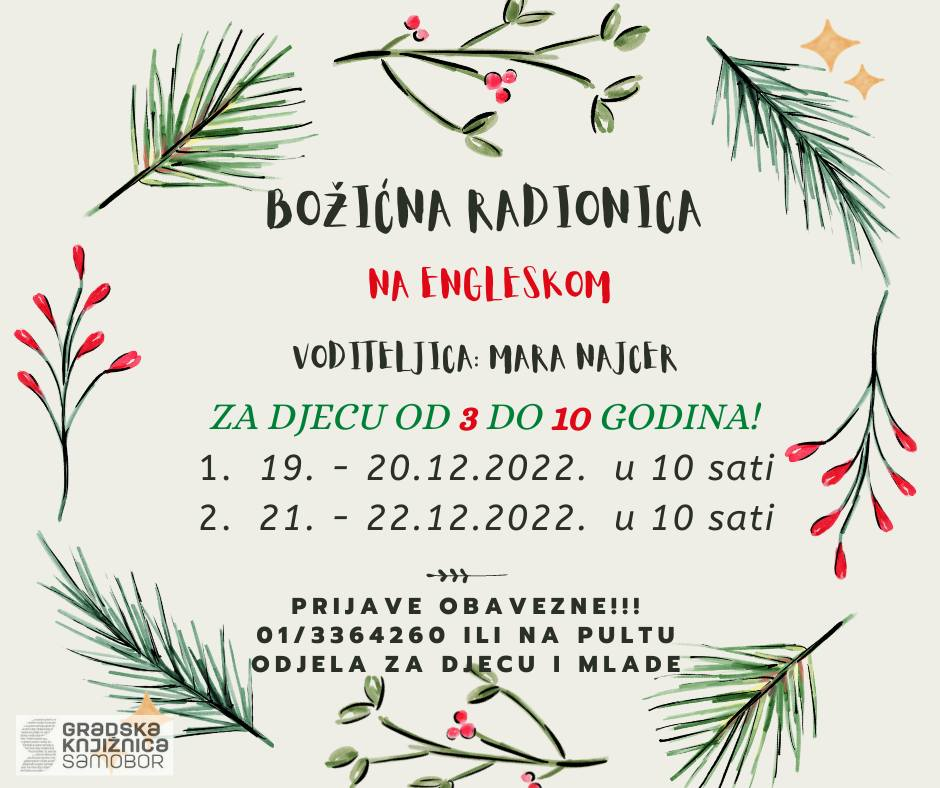 BOŽIĆNA RADIONICA
NA ENGLESKOM
VODITELJICA: MARA NAJCER
ZA DJECU OD 3 DO 10 GODINA!
1. 19. - 20.12.2022. u 10 sati
2. 21. - 22.12.2022. u 10 sati
PRIJAVE OBAVEZNE!!!
01/3364260 ILI NA PULTU
ODJELA ZA DJECU I MLADE
GRADSKA
KNJIŽNICA
SAMOBOR